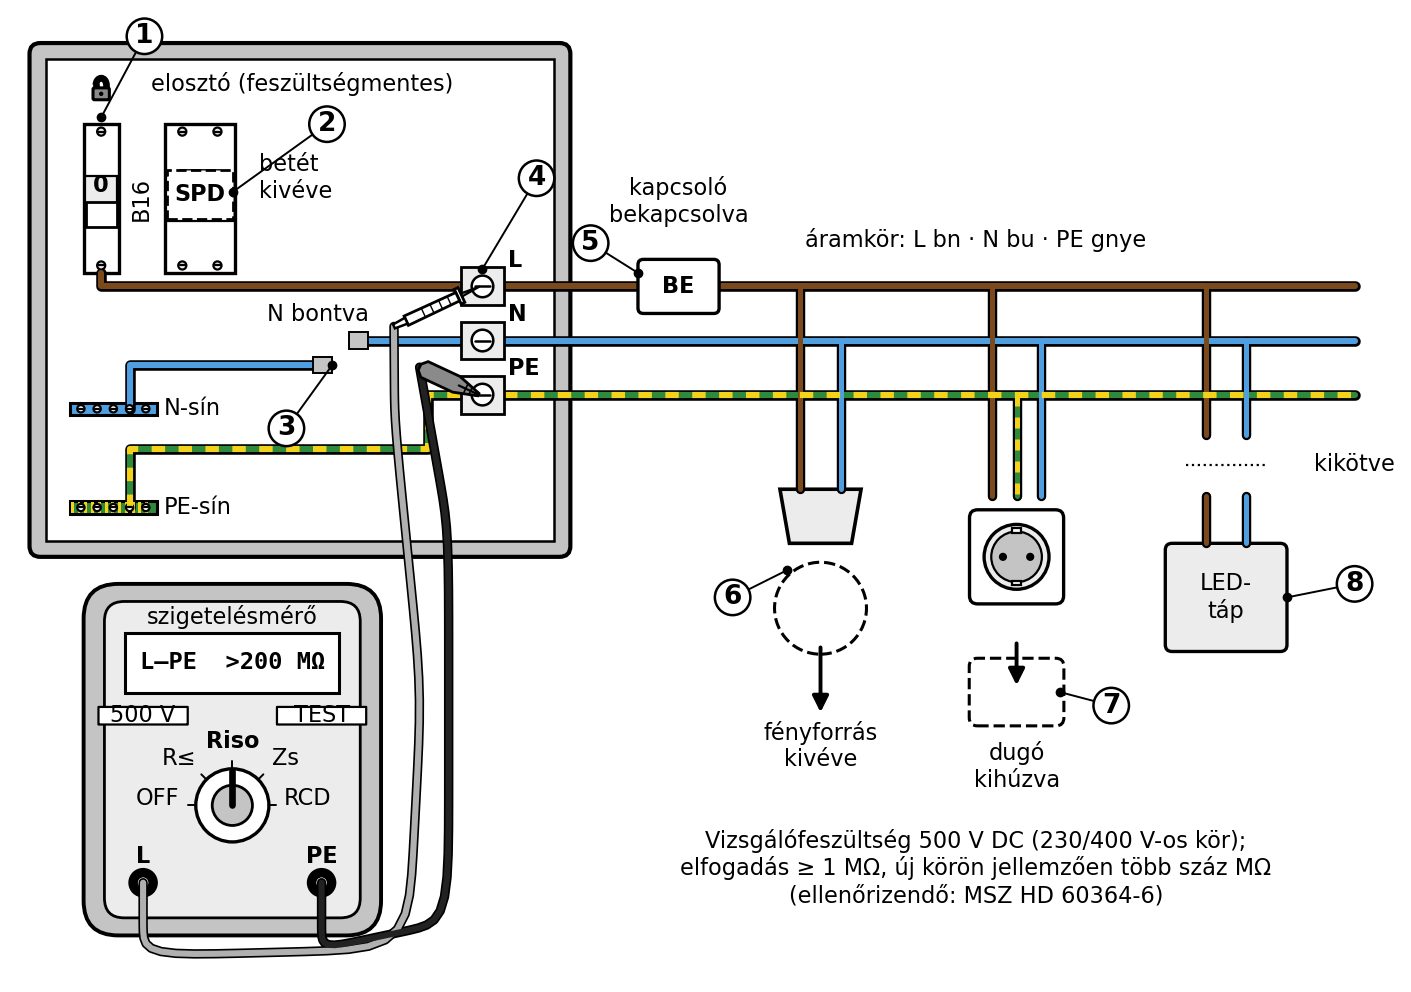 1
elosztó (feszültségmentes)
2
betét
kivéve
0
B16
SPD
4
kapcsoló
bekapcsolva
5
áramkör: L bn · N bu · PE gnye
L
BE
N bontva
N
PE
N-sín
3
kikötve
PE-sín
6
LED-
táp
8
szigetelésmérő
L–PE >200 MΩ
7
500 V
TEST
fényforrás
kivéve
dugó
kihúzva
Riso
R≤
Zs
OFF
RCD
L
PE
Vizsgálófeszültség 500 V DC (230/400 V-os kör);
elfogadás ≥ 1 MΩ, új körön jellemzően több száz MΩ
(ellenőrizendő: MSZ HD 60364-6)